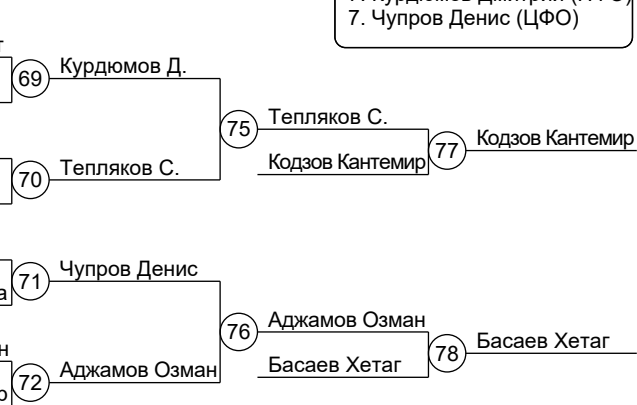 7. Чупров Денис (ЦФО)
69 Курдюмов Д.
75 Тепляков С.
77 Кодзов Кантемир
Кодзов Кантемир
70 Тепляков С.
71 Чупров Денис
76 Аджамов Озман
78 Басаев Хетаг
Басаев Хетаг
72 Аджамов Озман